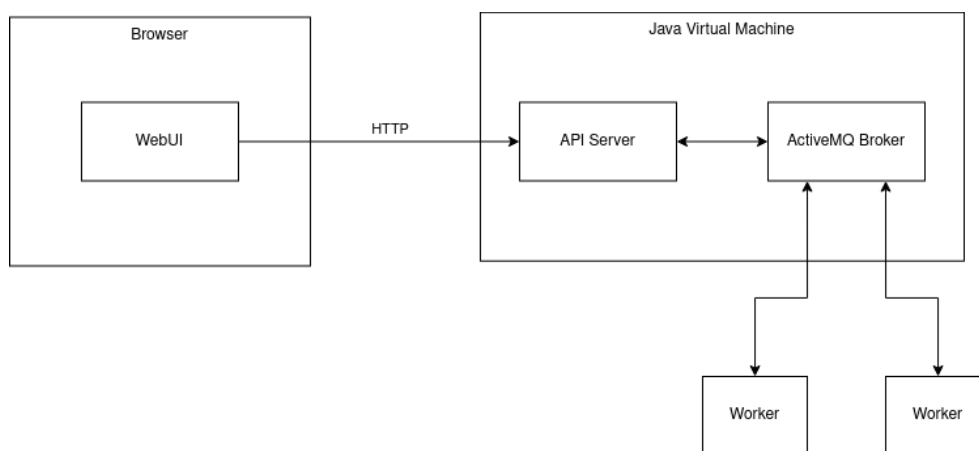 Browser
Java Virtual Machine
WebUI
HTTP
API Server
ActiveMQ Broker
Worker
Worker